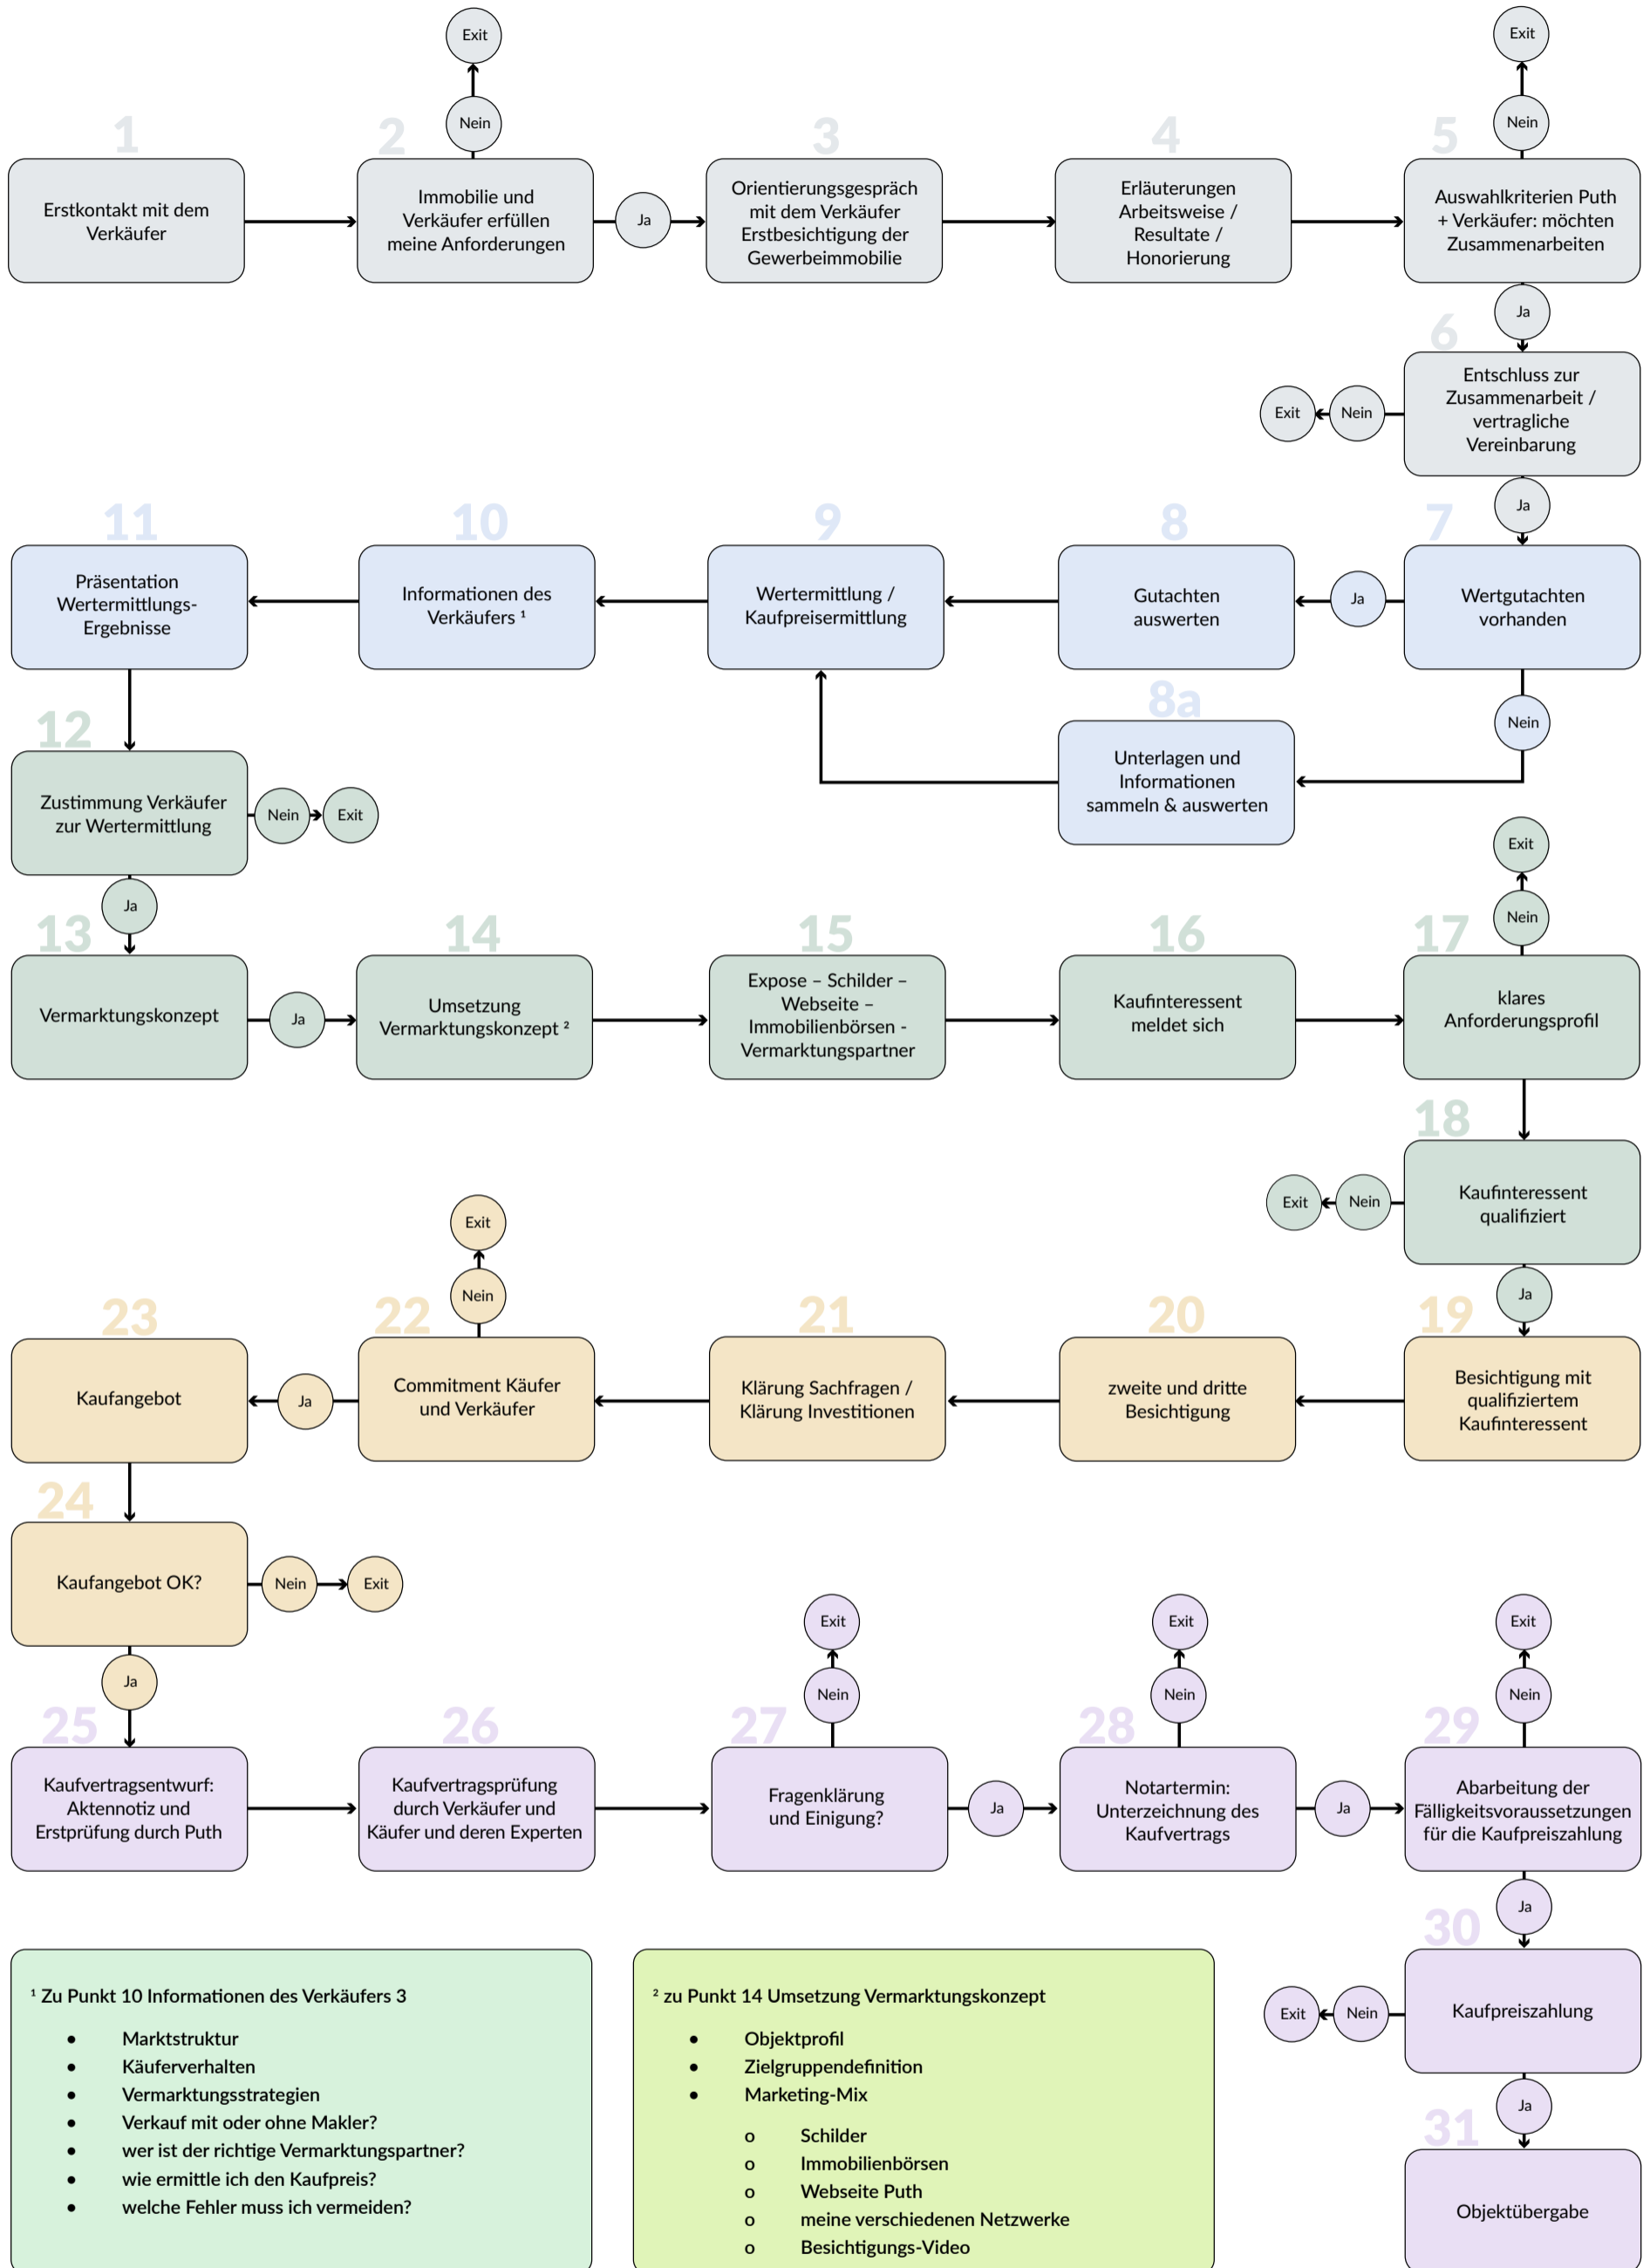 Exit
Exit
Nein
Nein
1
2
3
4
5
Erstkontakt mit dem
Verkäufer
Immobilie und
Verkäufer erfüllen
meine Anforderungen
Ja
Orientierungsgespräch
mit dem Verkäufer
Erstbesichtigung der
Gewerbeimmobilie
Erläuterungen
Arbeitsweise /
Resultate /
Honorierung
Auswahlkriterien Puth
+ Verkäufer: möchten
Zusammenarbeiten
Ja
6
Entschluss zur
Zusammenarbeit /
vertragliche
Vereinbarung
Nein
Exit
Ja
7
Wertgutachten
vorhanden
Ja
8
Gutachten
auswerten
Nein
8a
Unterlagen und
Informationen
sammeln & auswerten
9
Wertermittlung /
Kaufpreisermittlung
10
Informationen des
Verkäufers ¹
11
Präsentation
Wertermittlungs-
Ergebnisse
12
Zustimmung Verkäufer
zur Wertermittlung
Nein
Exit
Ja
13
Vermarktungskonzept
Ja
14
Umsetzung
Vermarktungskonzept ²
15
Expose – Schilder –
Webseite –
Immobilienbörsen -
Vermarktungspartner
16
Kaufinteressent
meldet sich
Exit
Nein
17
klares
Anforderungsprofil
18
Kaufinteressent
qualifiziert
Nein
Exit
Ja
19
Besichtigung mit
qualifiziertem
Kaufinteressent
20
zweite und dritte
Besichtigung
21
Klärung Sachfragen /
Klärung Investitionen
Exit
Nein
22
Commitment Käufer
und Verkäufer
Ja
23
Kaufangebot
24
Kaufangebot OK?
Nein
Exit
Ja
25
Kaufvertragsentwurf:
Aktennotiz und
Erstprüfung durch Puth
26
Kaufvertragsprüfung
durch Verkäufer und
Käufer und deren Experten
Exit
Nein
27
Fragenklärung
und Einigung?
Ja
Exit
Nein
28
Notartermin:
Unterzeichnung des
Kaufvertrags
Ja
Exit
Nein
29
Abarbeitung der
Fälligkeitsvoraussetzungen
für die Kaufpreiszahlung
Ja
30
Kaufpreiszahlung
Nein
Exit
Ja
31
Objektübergabe
¹ Zu Punkt 10 Informationen des Verkäufers 3
• Marktstruktur
• Käuferverhalten
• Vermarktungsstrategien
• Verkauf mit oder ohne Makler?
• wer ist der richtige Vermarktungspartner?
• wie ermittle ich den Kaufpreis?
• welche Fehler muss ich vermeiden?
² zu Punkt 14 Umsetzung Vermarktungskonzept
• Objektprofil
• Zielgruppendefinition
• Marketing-Mix
o Schilder
o Immobilienbörsen
o Webseite Puth
o meine verschiedenen Netzwerke
o Besichtigungs-Video